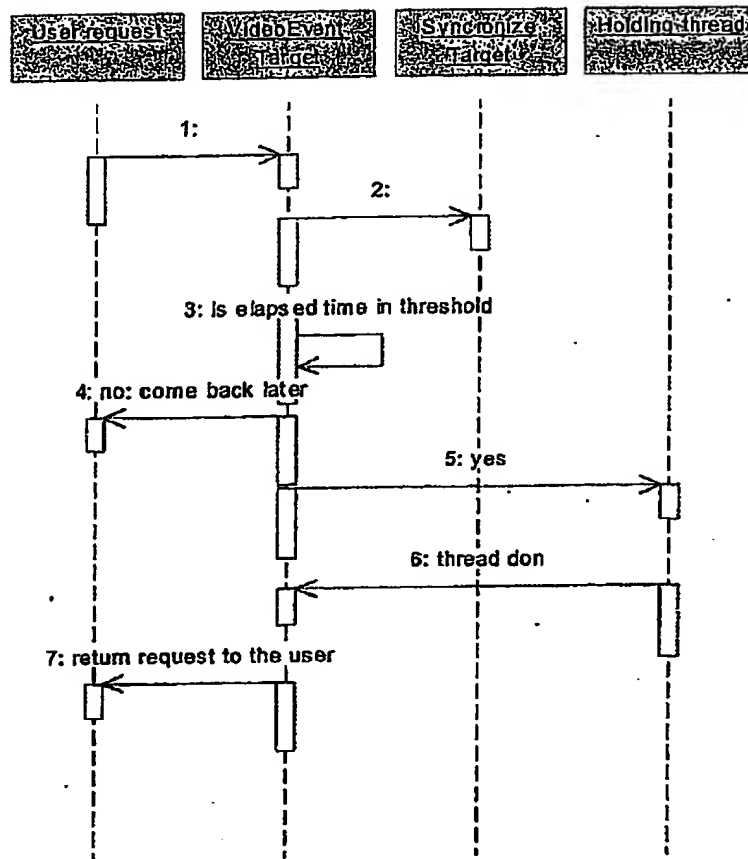 User request
VideoEvent
Target
Syncronize
Target
Holding thread
1:
2:
3: Is elapsed time in threshold
4: no: come back later
5: yes
6: thread don
7: return request to the user